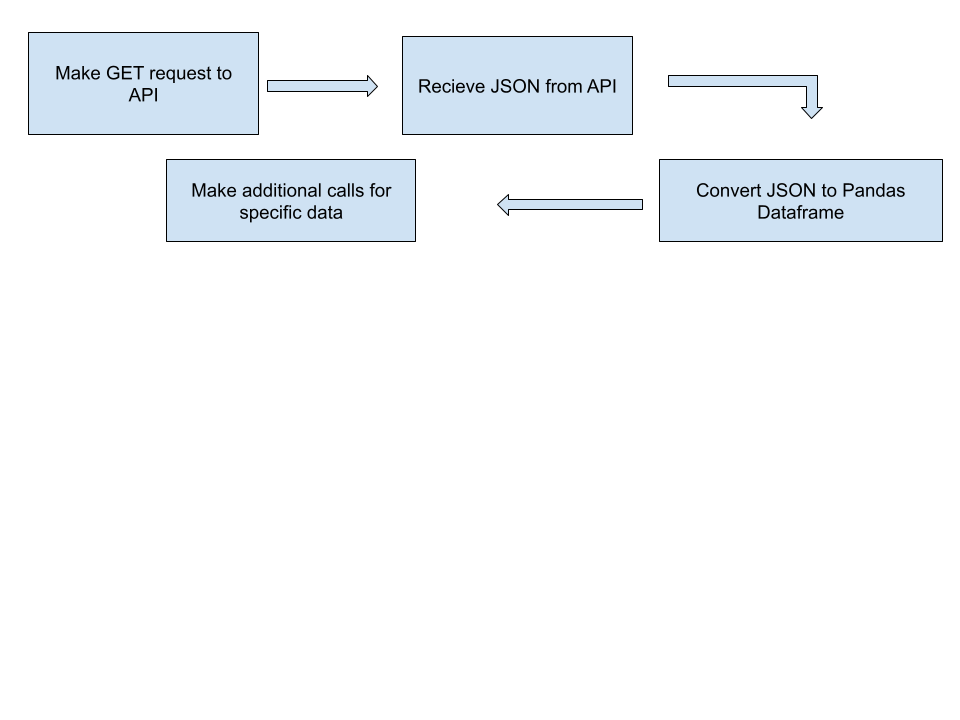 Make GET request to
API
Recieve JSON from API
Convert JSON to Pandas
Dataframe
Make additional calls for
specific data